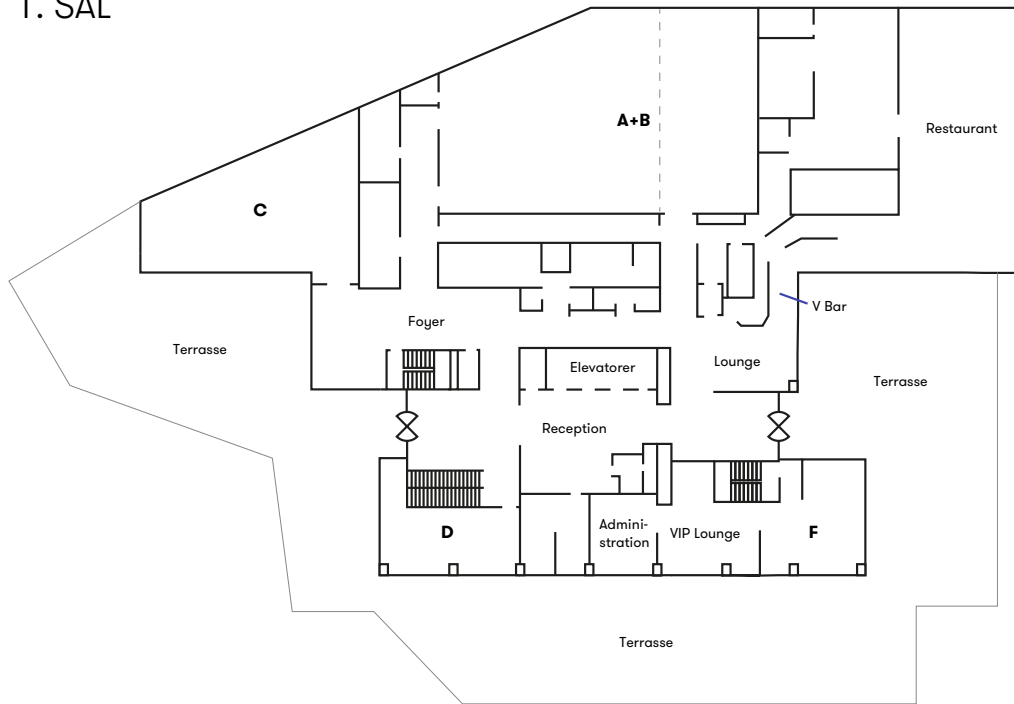 1. SAL
A+B
Restaurant
C
V Bar
Foyer
Terrasse
Elevatorer
Lounge
Terrasse
Reception
D
Admini-
stration
VIP Lounge
F
Terrasse